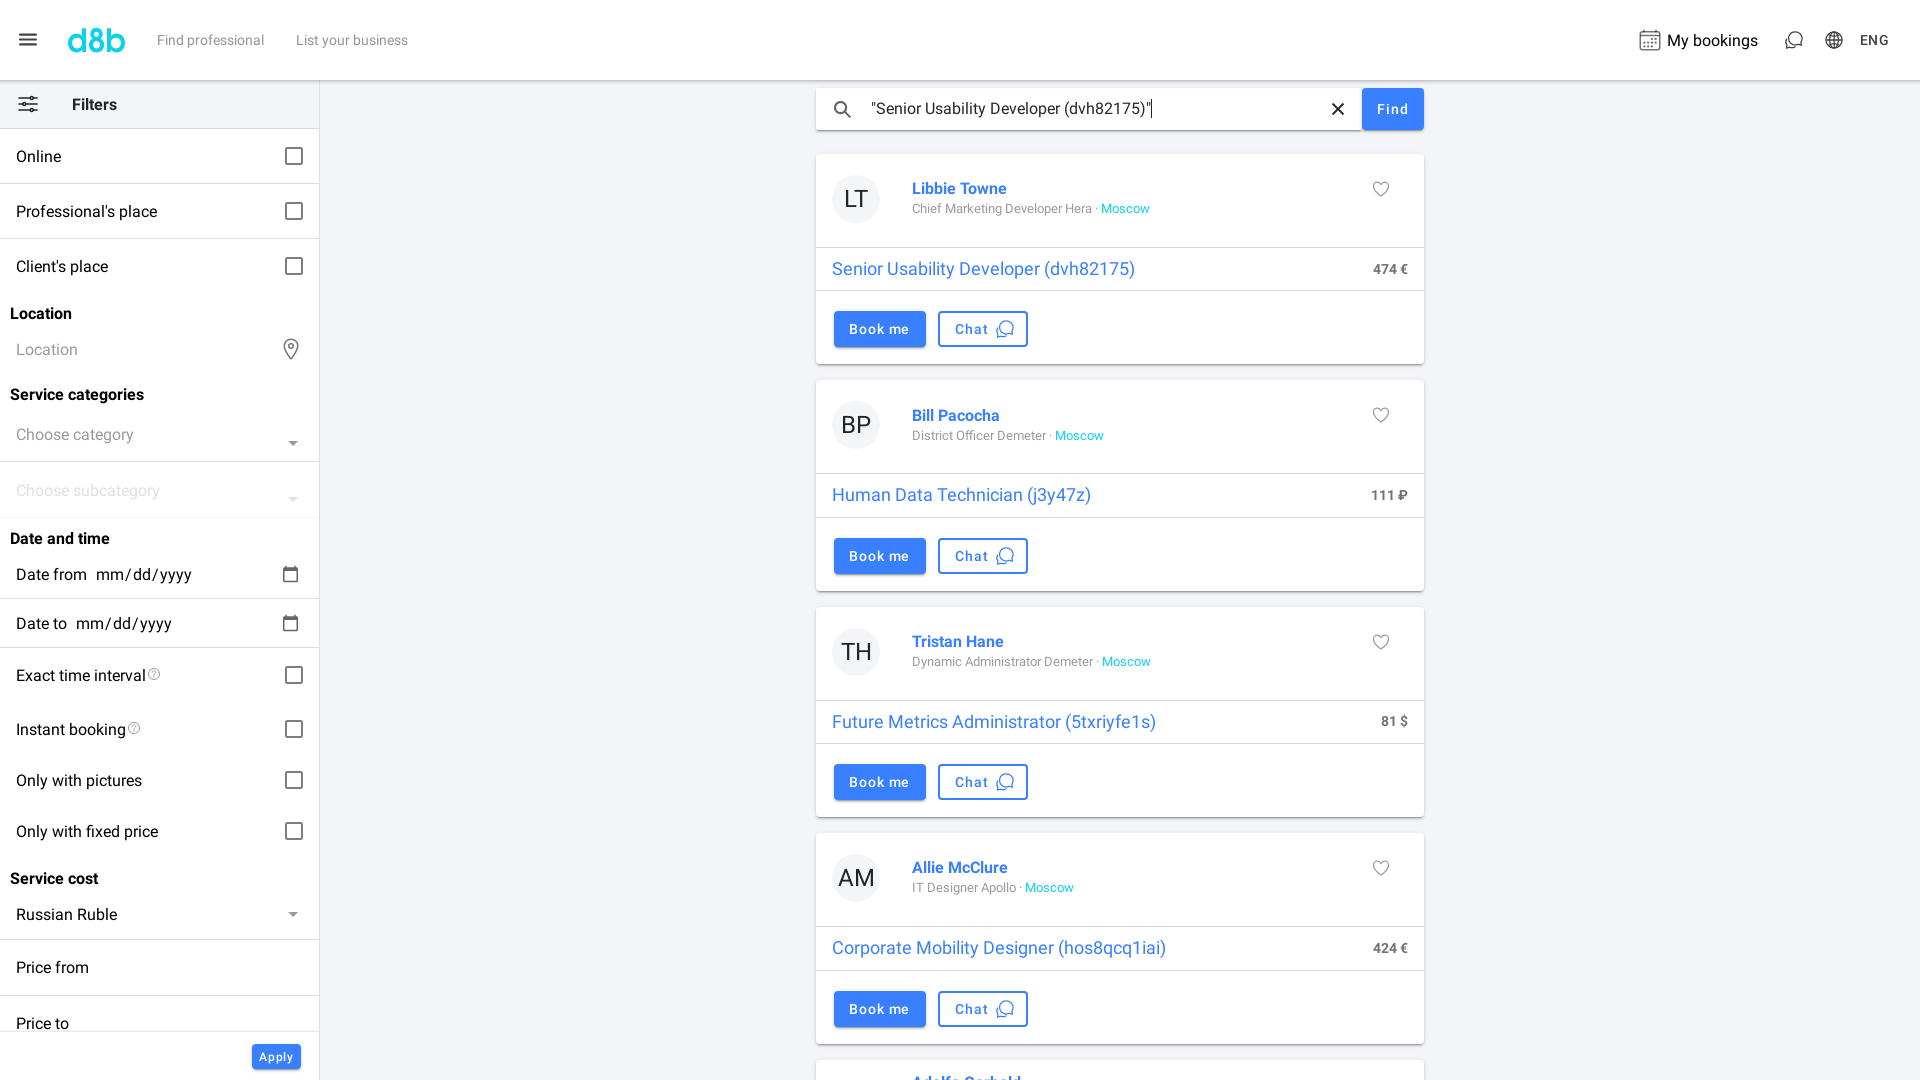 d8b
Find professional
List your business
My bookings
ENG
Filters
Online
Professional's place
Client's place
Location
Location
Service categories
Choose category
Choose subcategory
Date and time
Date from mm/dd/yyyy
Date to mm/dd/yyyy
Exact time interval
Instant booking
Only with pictures
Only with fixed price
Service cost
Russian Ruble
Price from
Price to
Apply
"Senior Usability Developer (dvh82175)"
Find
LT
Libbie Towne
Chief Marketing Developer Hera · Moscow
Senior Usability Developer (dvh82175)
474 €
Book me
Chat
BP
Bill Pacocha
District Officer Demeter · Moscow
Human Data Technician (j3y47z)
111 ₽
Book me
Chat
TH
Tristan Hane
Dynamic Administrator Demeter · Moscow
Future Metrics Administrator (5txriyfe1s)
81 $
Book me
Chat
AM
Allie McClure
IT Designer Apollo · Moscow
Corporate Mobility Designer (hos8qcq1iai)
424 €
Book me
Chat